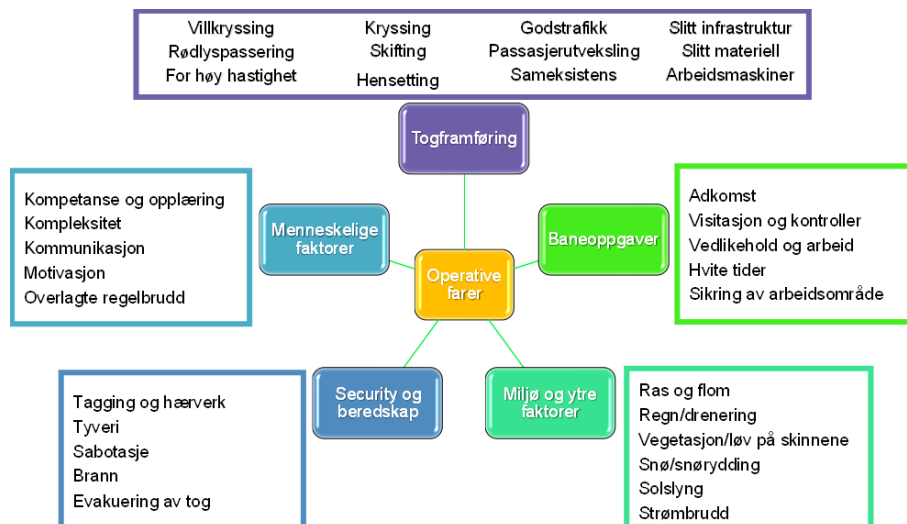 Villkryssing
Rødlyspassering
For høy hastighet
Kryssing
Skifting
Hensetting
Godstrafikk
Passasjerutveksling
Sameksistens
Slitt infrastruktur
Slitt materiell
Arbeidsmaskiner
Togframføring
Kompetanse og opplæring
Kompleksitet
Kommunikasjon
Motivasjon
Overlagte regelbrudd
Menneskelige
faktorer
Operative
farer
Baneoppgaver
Adkomst
Visitasjon og kontroller
Vedlikehold og arbeid
Hvite tider
Sikring av arbeidsområde
Tagging og hærverk
Tyveri
Sabotasje
Brann
Evakuering av tog
Security og
beredskap
Miljø og ytre
faktorer
Ras og flom
Regn/drenering
Vegetasjon/løv på skinnene
Snø/snørydding
Solslyng
Strømbrudd